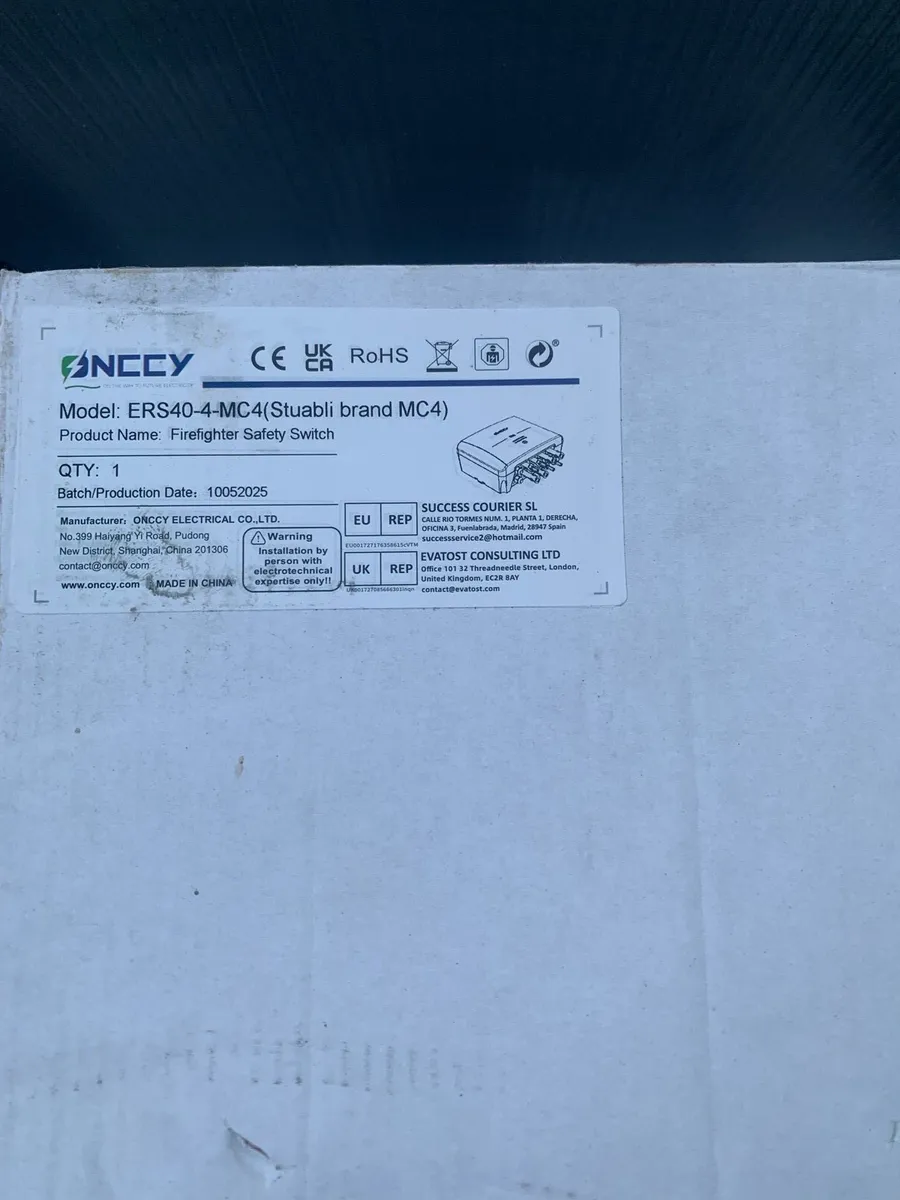 ONCCY
CE UK CA RoHS
Model: ERS40-4-MC4(Stuabli brand MC4)
Product Name: Firefighter Safety Switch
QTY: 1
Batch/Production Date: 10052025
Manufacturer: ONCCY ELECTRICAL CO.,LTD.
No.399 Haiyang Yi Road, Pudong
New District, Shanghai, China 201306
contact@onccy.com
www.onccy.com MADE IN CHINA
Warning
Installation by
person with
electrotechnical
expertise only!!
EU REP
SUCCESS COURIER SL
CALLE RIO TORMES NUM. 1, PLANTA 1, DERECHA,
OFICINA 3, Fuenlabrada, Madrid, 28947 Spain
successservice2@hotmail.com
UK REP
EVATOST CONSULTING LTD
Office 101 32 Threadneedle Street, London,
United Kingdom, EC2R 8AY
contact@evatost.com